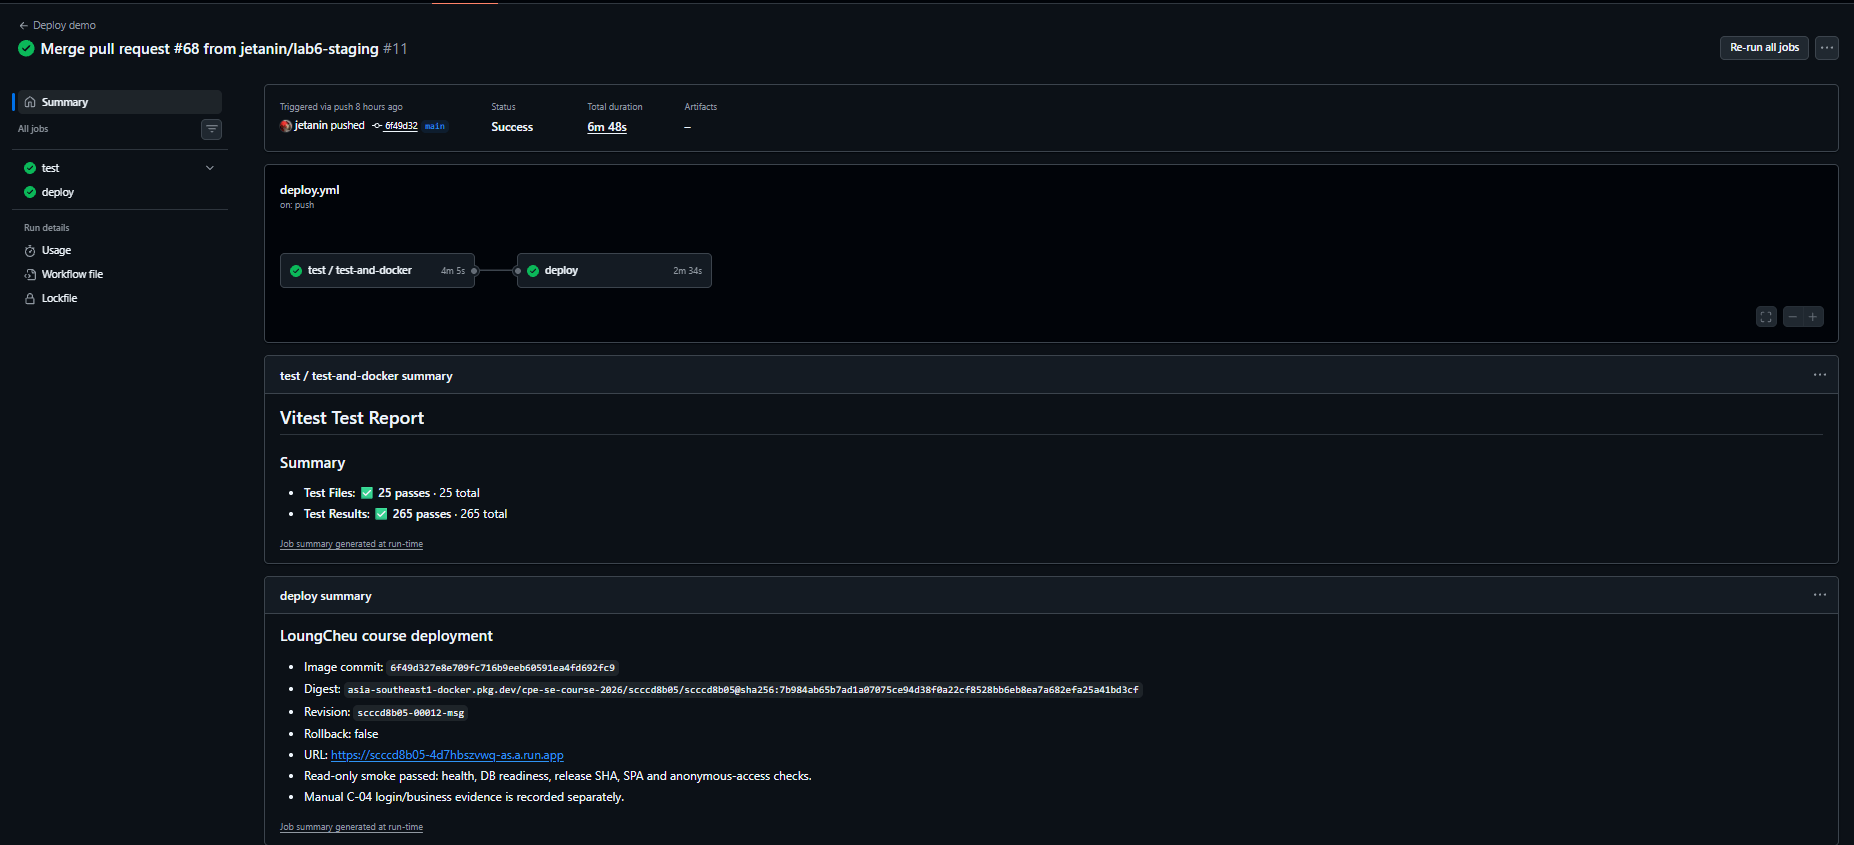 ← Deploy demo
Merge pull request #68 from jetanin/lab6-staging #11
Re-run all jobs
Summary
All jobs
test
deploy
Run details
Usage
Workflow file
Lockfile
Triggered via push 8 hours ago
jetanin pushed 6f49d32 main
Status
Success
Total duration
6m 48s
Artifacts
–
deploy.yml
on: push
test / test-and-docker 4m 5s
deploy 2m 34s
test / test-and-docker summary
Vitest Test Report
Summary
• Test Files: ✅ 25 passes · 25 total
• Test Results: ✅ 265 passes · 265 total
Job summary generated at run-time
deploy summary
LoungCheu course deployment
• Image commit: 6f49d327e8e709fc716b9eeb60591ea4fd692fc9
• Digest: asia-southeast1-docker.pkg.dev/cpe-se-course-2026/scccd8b05/scccd8b05@sha256:7b984ab65b7ad1a07075ce94d38f0a22cf8528bb6eb8ea7a682efa25a41bd3cf
• Revision: scccd8b05-00012-msg
• Rollback: false
• URL: https://scccd8b05-4d7hbszvwq-as.a.run.app
• Read-only smoke passed: health, DB readiness, release SHA, SPA and anonymous-access checks.
• Manual C-04 login/business evidence is recorded separately.
Job summary generated at run-time